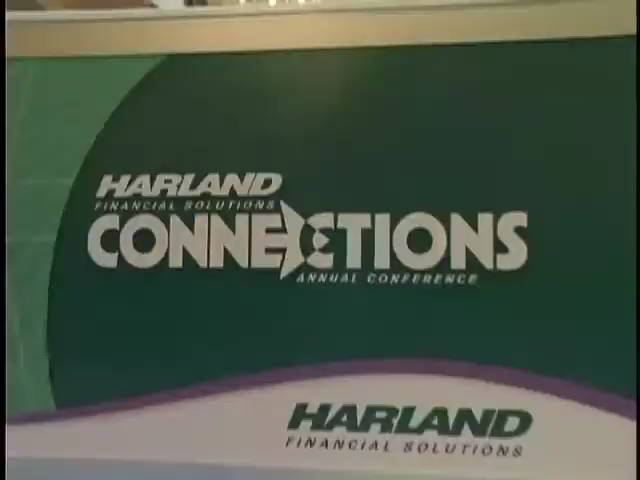 HARLAND
FINANCIAL SOLUTIONS
CONNECTIONS
ANNUAL CONFERENCE
HARLAND
FINANCIAL SOLUTIONS